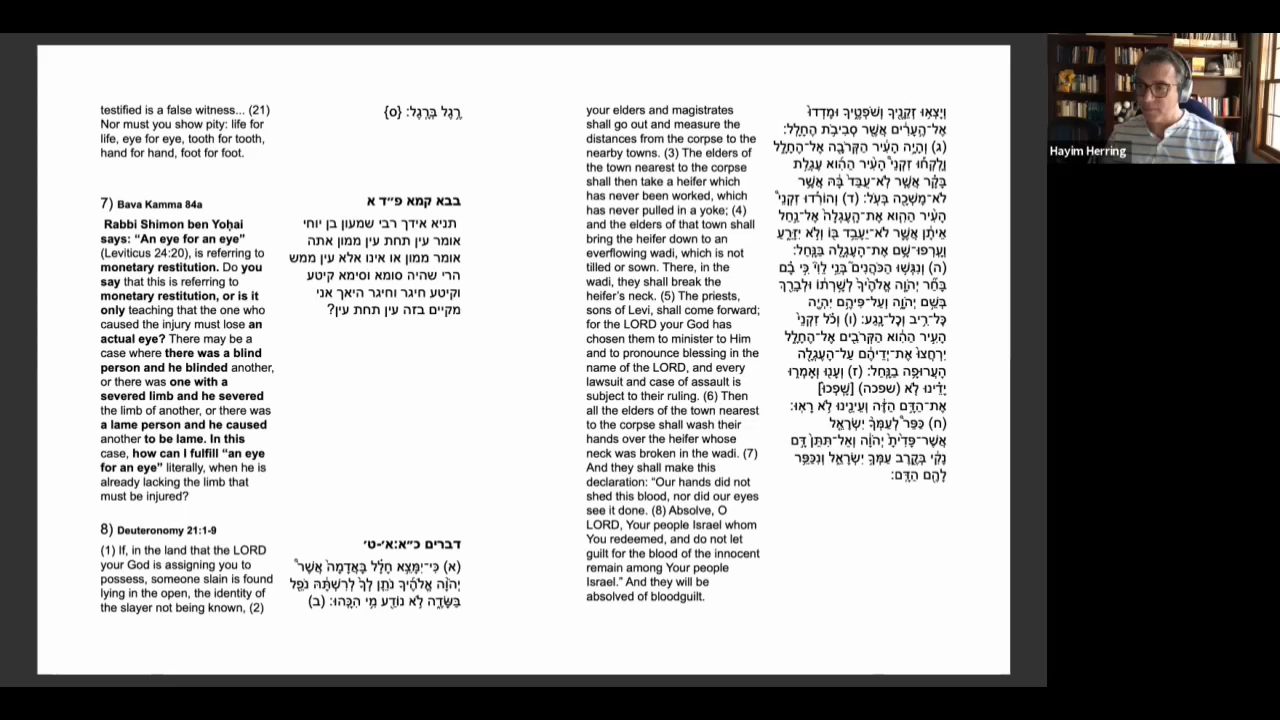 testified is a false witness... (21)
Nor must you show pity: life for
life, eye for eye, tooth for tooth,
hand for hand, foot for foot.
רֶ֥גֶל בְּרָֽגֶל׃ {ס}
7) Bava Kamma 84a
בבא קמא פ״ד א
Rabbi Shimon ben Yoḥai
says: “An eye for an eye”
(Leviticus 24:20), is referring to
monetary restitution. Do you
say that this is referring to
monetary restitution, or is it
only teaching that the one who
caused the injury must lose an
actual eye? There may be a
case where there was a blind
person and he blinded another,
or there was one with a
severed limb and he severed
the limb of another, or there was
a lame person and he caused
another to be lame. In this
case, how can I fulfill “an eye
for an eye” literally, when he is
already lacking the limb that
must be injured?
תניא אידך רבי שמעון בן יוחי
אומר עין תחת עין ממון אתה
אומר ממון או אינו אלא עין ממש
הרי שהיה סומא וסימא קיטע
וקיטע חיגר וחיגר היאך אני
מקיים בזה עין תחת עין?
8) Deuteronomy 21:1-9
דברים כ״א:א׳-ט׳
(1) If, in the land that the LORD
your God is assigning you to
possess, someone slain is found
lying in the open, the identity of
the slayer not being known, (2)
(א) כִּי־יִמָּצֵ֣א חָלָ֗ל בָּאֲדָמָה֙ אֲשֶׁר֩
יְהֹוָ֨ה אֱלֹהֶ֜יךָ נֹתֵ֤ן לְךָ֙ לְרִשְׁתָּ֔הּ נֹפֵ֖ל
בַּשָּׂדֶ֑ה לֹ֥א נוֹדַ֖ע מִ֥י הִכָּֽהוּ׃ (ב)
your elders and magistrates
shall go out and measure the
distances from the corpse to the
nearby towns. (3) The elders of
the town nearest to the corpse
shall then take a heifer which
has never been worked, which
has never pulled in a yoke; (4)
and the elders of that town shall
bring the heifer down to an
everflowing wadi, which is not
tilled or sown. There, in the
wadi, they shall break the
heifer’s neck. (5) The priests,
sons of Levi, shall come forward;
for the LORD your God has
chosen them to minister to Him
and to pronounce blessing in the
name of the LORD, and every
lawsuit and case of assault is
subject to their ruling. (6) Then
all the elders of the town nearest
to the corpse shall wash their
hands over the heifer whose
neck was broken in the wadi. (7)
And they shall make this
declaration: “Our hands did not
shed this blood, nor did our eyes
see it done. (8) Absolve, O
LORD, Your people Israel whom
You redeemed, and do not let
guilt for the blood of the innocent
remain among Your people
Israel.” And they will be
absolved of bloodguilt.
וְיָצְא֥וּ זְקֵנֶ֖יךָ וְשֹׁפְטֶ֑יךָ וּמָדְדוּ֙
אֶל־הֶ֣עָרִ֔ים אֲשֶׁ֖ר סְבִיבֹ֥ת הֶחָלָֽל׃
(ג) וְהָיָ֣ה הָעִ֔יר הַקְּרֹבָ֖ה אֶל־הֶחָלָ֑ל
וְלָֽקְח֡וּ זִקְנֵי֩ הָעִ֨יר הַהִ֜וא עֶגְלַ֣ת
בָּקָ֗ר אֲשֶׁ֤ר לֹֽא־עֻבַּד֙ בָּ֔הּ אֲשֶׁ֥ר
לֹא־מָשְׁכָ֖ה בְּעֹֽל׃ (ד) וְהוֹרִ֡דוּ זִקְנֵי֩
הָעִ֨יר הַהִ֤וא אֶת־הָֽעֶגְלָה֙ אֶל־נַ֣חַל
אֵיתָ֔ן אֲשֶׁ֛ר לֹא־יֵעָבֵ֥ד בּ֖וֹ וְלֹ֣א יִזָּרֵ֑עַ
וְעָֽרְפוּ־שָׁ֥ם אֶת־הָעֶגְלָ֖ה בַּנָּֽחַל׃
(ה) וְנִגְּשׁ֣וּ הַכֹּהֲנִים֮ בְּנֵ֣י לֵוִי֒ כִּ֣י בָ֗ם
בָּחַ֞ר יְהֹוָ֤ה אֱלֹהֶ֙יךָ֙ לְשָׁ֣רְת֔וֹ וּלְבָרֵ֖ךְ
בְּשֵׁ֣ם יְהֹוָ֑ה וְעַל־פִּיהֶ֥ם יִהְיֶ֖ה
כׇּל־רִ֥יב וְכׇל־נָֽגַע׃ (ו) וְכֹ֗ל זִקְנֵי֙
הָעִ֣יר הַהִ֔וא הַקְּרֹבִ֖ים אֶל־הֶחָלָ֑ל
יִרְחֲצוּ֙ אֶת־יְדֵיהֶ֔ם עַל־הָעֶגְלָ֖ה
הָעֲרוּפָ֥ה בַנָּֽחַל׃ (ז) וְעָנ֖וּ וְאָמְר֑וּ
יָדֵ֗ינוּ לֹ֤א (שפכה) [שָֽׁפְכוּ֙]
אֶת־הַדָּ֣ם הַזֶּ֔ה וְעֵינֵ֖ינוּ לֹ֥א רָאֽוּ׃
(ח) כַּפֵּר֩ לְעַמְּךָ֨ יִשְׂרָאֵ֤ל
אֲשֶׁר־פָּדִ֙יתָ֙ יְהֹוָ֔ה וְאַל־תִּתֵּן֙ דָּ֣ם
נָקִ֔י בְּקֶ֖רֶב עַמְּךָ֣ יִשְׂרָאֵ֑ל וְנִכַּפֵּ֥ר
לָהֶ֖ם הַדָּֽם׃
Hayim Herring